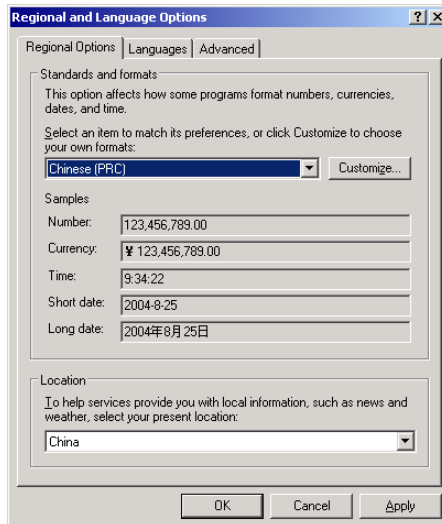 Regional and Language Options
Regional Options Languages Advanced
Standards and formats
This option affects how some programs format numbers, currencies,
dates, and time.
Select an item to match its preferences, or click Customize to choose
your own formats:
Chinese (PRC) Customize...
Samples
Number: 123,456,789.00
Currency: ¥ 123,456,789.00
Time: 9:34:22
Short date: 2004-8-25
Long date: 2004年8月25日
Location
To help services provide you with local information, such as news and
weather, select your present location:
China
OK Cancel Apply